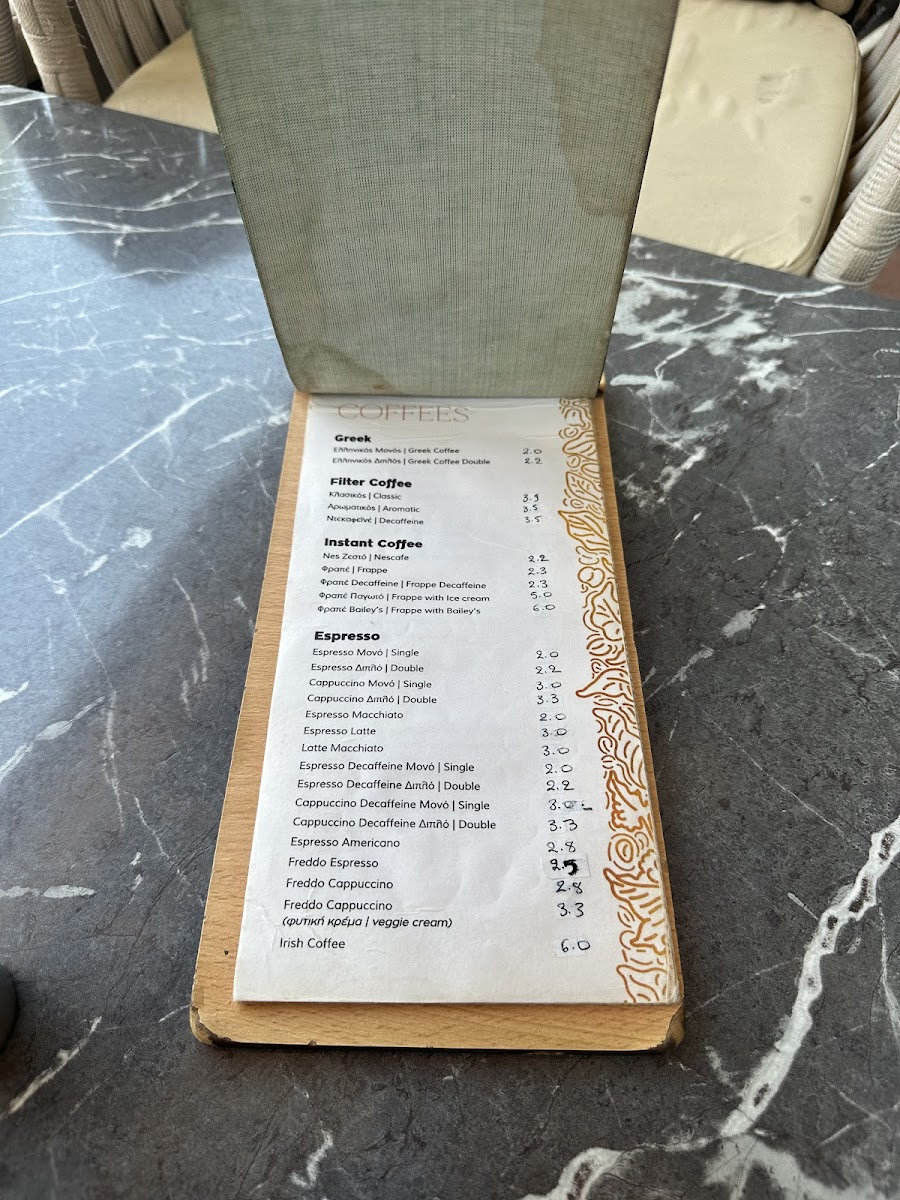 COFFEES
Greek
Ελληνικός Μονός | Greek Coffee 2.0
Ελληνικός Διπλός | Greek Coffee Double 2.2
Filter Coffee
Κλασικός | Classic 3.5
Αρωματικός | Aromatic 3.5
Ντεκαφεϊνέ | Decaffeine 3.5
Instant Coffee
Nes Ζεστό | Nescafe 2.2
Φραπέ | Frappe 2.3
Φραπέ Decaffeine | Frappe Decaffeine 2.3
Φραπέ Παγωτό | Frappe with Ice cream 5.0
Φραπέ Bailey's | Frappe with Bailey's 6.0
Espresso
Espresso Μονό | Single 2.0
Espresso Διπλό | Double 2.2
Cappuccino Μονό | Single 3.0
Cappuccino Διπλό | Double 3.3
Espresso Macchiato 2.0
Espresso Latte 3.0
Latte Macchiato 3.0
Espresso Decaffeine Μονό | Single 2.0
Espresso Decaffeine Διπλό | Double 2.2
Cappuccino Decaffeine Μονό | Single 3.0
Cappuccino Decaffeine Διπλό | Double 3.3
Espresso Americano 2.8
Freddo Espresso 2.5
Freddo Cappuccino 2.8
Freddo Cappuccino 3.3
(φυτική κρέμα | veggie cream)
Irish Coffee 6.0